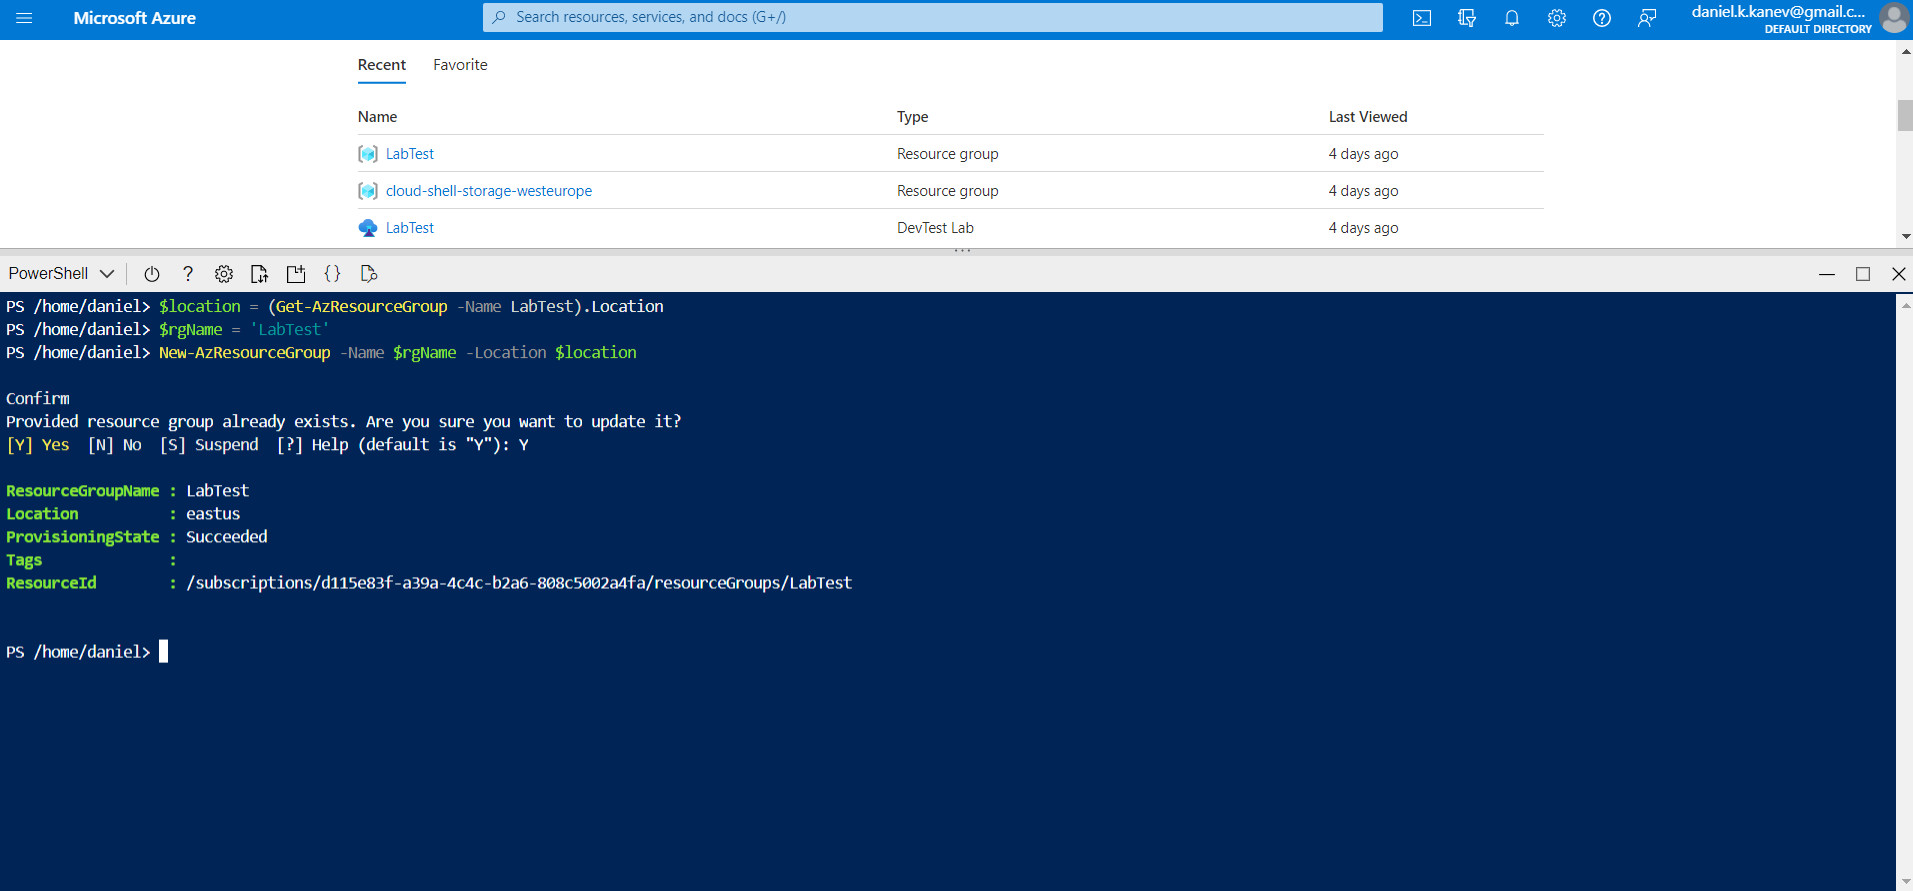 Microsoft Azure
Search resources, services, and docs (G+/)
daniel.k.kanev@gmail.c...
DEFAULT DIRECTORY
Recent Favorite
Name Type Last Viewed
LabTest Resource group 4 days ago
cloud-shell-storage-westeurope Resource group 4 days ago
LabTest DevTest Lab 4 days ago
PowerShell
PS /home/daniel> $location = (Get-AzResourceGroup -Name LabTest).Location
PS /home/daniel> $rgName = 'LabTest'
PS /home/daniel> New-AzResourceGroup -Name $rgName -Location $location
Confirm
Provided resource group already exists. Are you sure you want to update it?
[Y] Yes [N] No [S] Suspend [?] Help (default is "Y"): Y
ResourceGroupName : LabTest
Location : eastus
ProvisioningState : Succeeded
Tags :
ResourceId : /subscriptions/d115e83f-a39a-4c4c-b2a6-808c5002a4fa/resourceGroups/LabTest
PS /home/daniel>